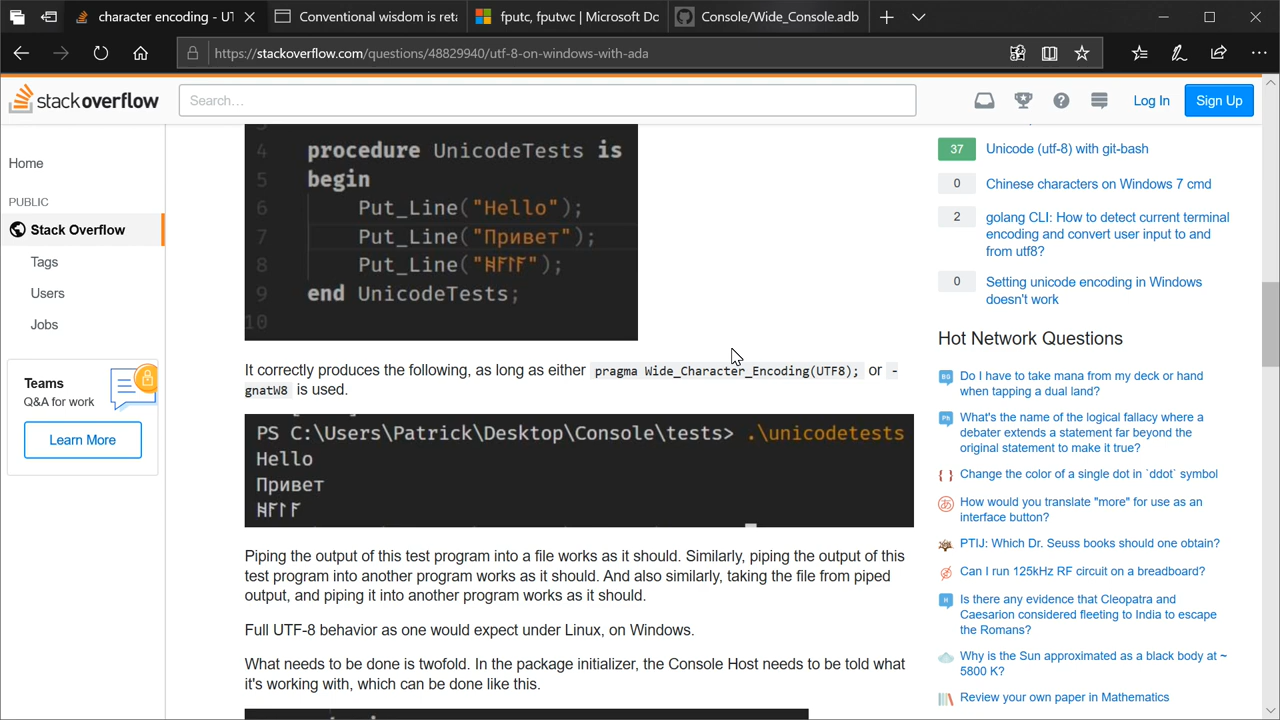 character encoding - UT
Conventional wisdom is reta
fputc, fputwc | Microsoft Do
Console/Wide_Console.adb
https://stackoverflow.com/questions/48829940/utf-8-on-windows-with-ada
stackoverflow
Search…
Log In
Sign Up
Home
PUBLIC
Stack Overflow
Tags
Users
Jobs
Teams
Q&A for work
Learn More
4 procedure UnicodeTests is
5 begin
6 Put_Line("Hello");
7 Put_Line("Привет");
8 Put_Line("ᚻᛖᛚᚩ");
9 end UnicodeTests;
10
It correctly produces the following, as long as either pragma Wide_Character_Encoding(UTF8); or -
gnatW8 is used.
PS C:\Users\Patrick\Desktop\Console\tests> .\unicodetests
Hello
Привет
Piping the output of this test program into a file works as it should. Similarly, piping the output of this
test program into another program works as it should. And also similarly, taking the file from piped
output, and piping it into another program works as it should.
Full UTF-8 behavior as one would expect under Linux, on Windows.
What needs to be done is twofold. In the package initializer, the Console Host needs to be told what
it's working with, which can be done like this.
37 Unicode (utf-8) with git-bash
0 Chinese characters on Windows 7 cmd
2 golang CLI: How to detect current terminal
encoding and convert user input to and
from utf8?
0 Setting unicode encoding in Windows
doesn't work
Hot Network Questions
Do I have to take mana from my deck or hand
when tapping a dual land?
What's the name of the logical fallacy where a
debater extends a statement far beyond the
original statement to make it true?
Change the color of a single dot in `ddot` symbol
How would you translate "more" for use as an
interface button?
PTIJ: Which Dr. Seuss books should one obtain?
Can I run 125kHz RF circuit on a breadboard?
Is there any evidence that Cleopatra and
Caesarion considered fleeting to India to escape
the Romans?
Why is the Sun approximated as a black body at ~
5800 K?
Review your own paper in Mathematics